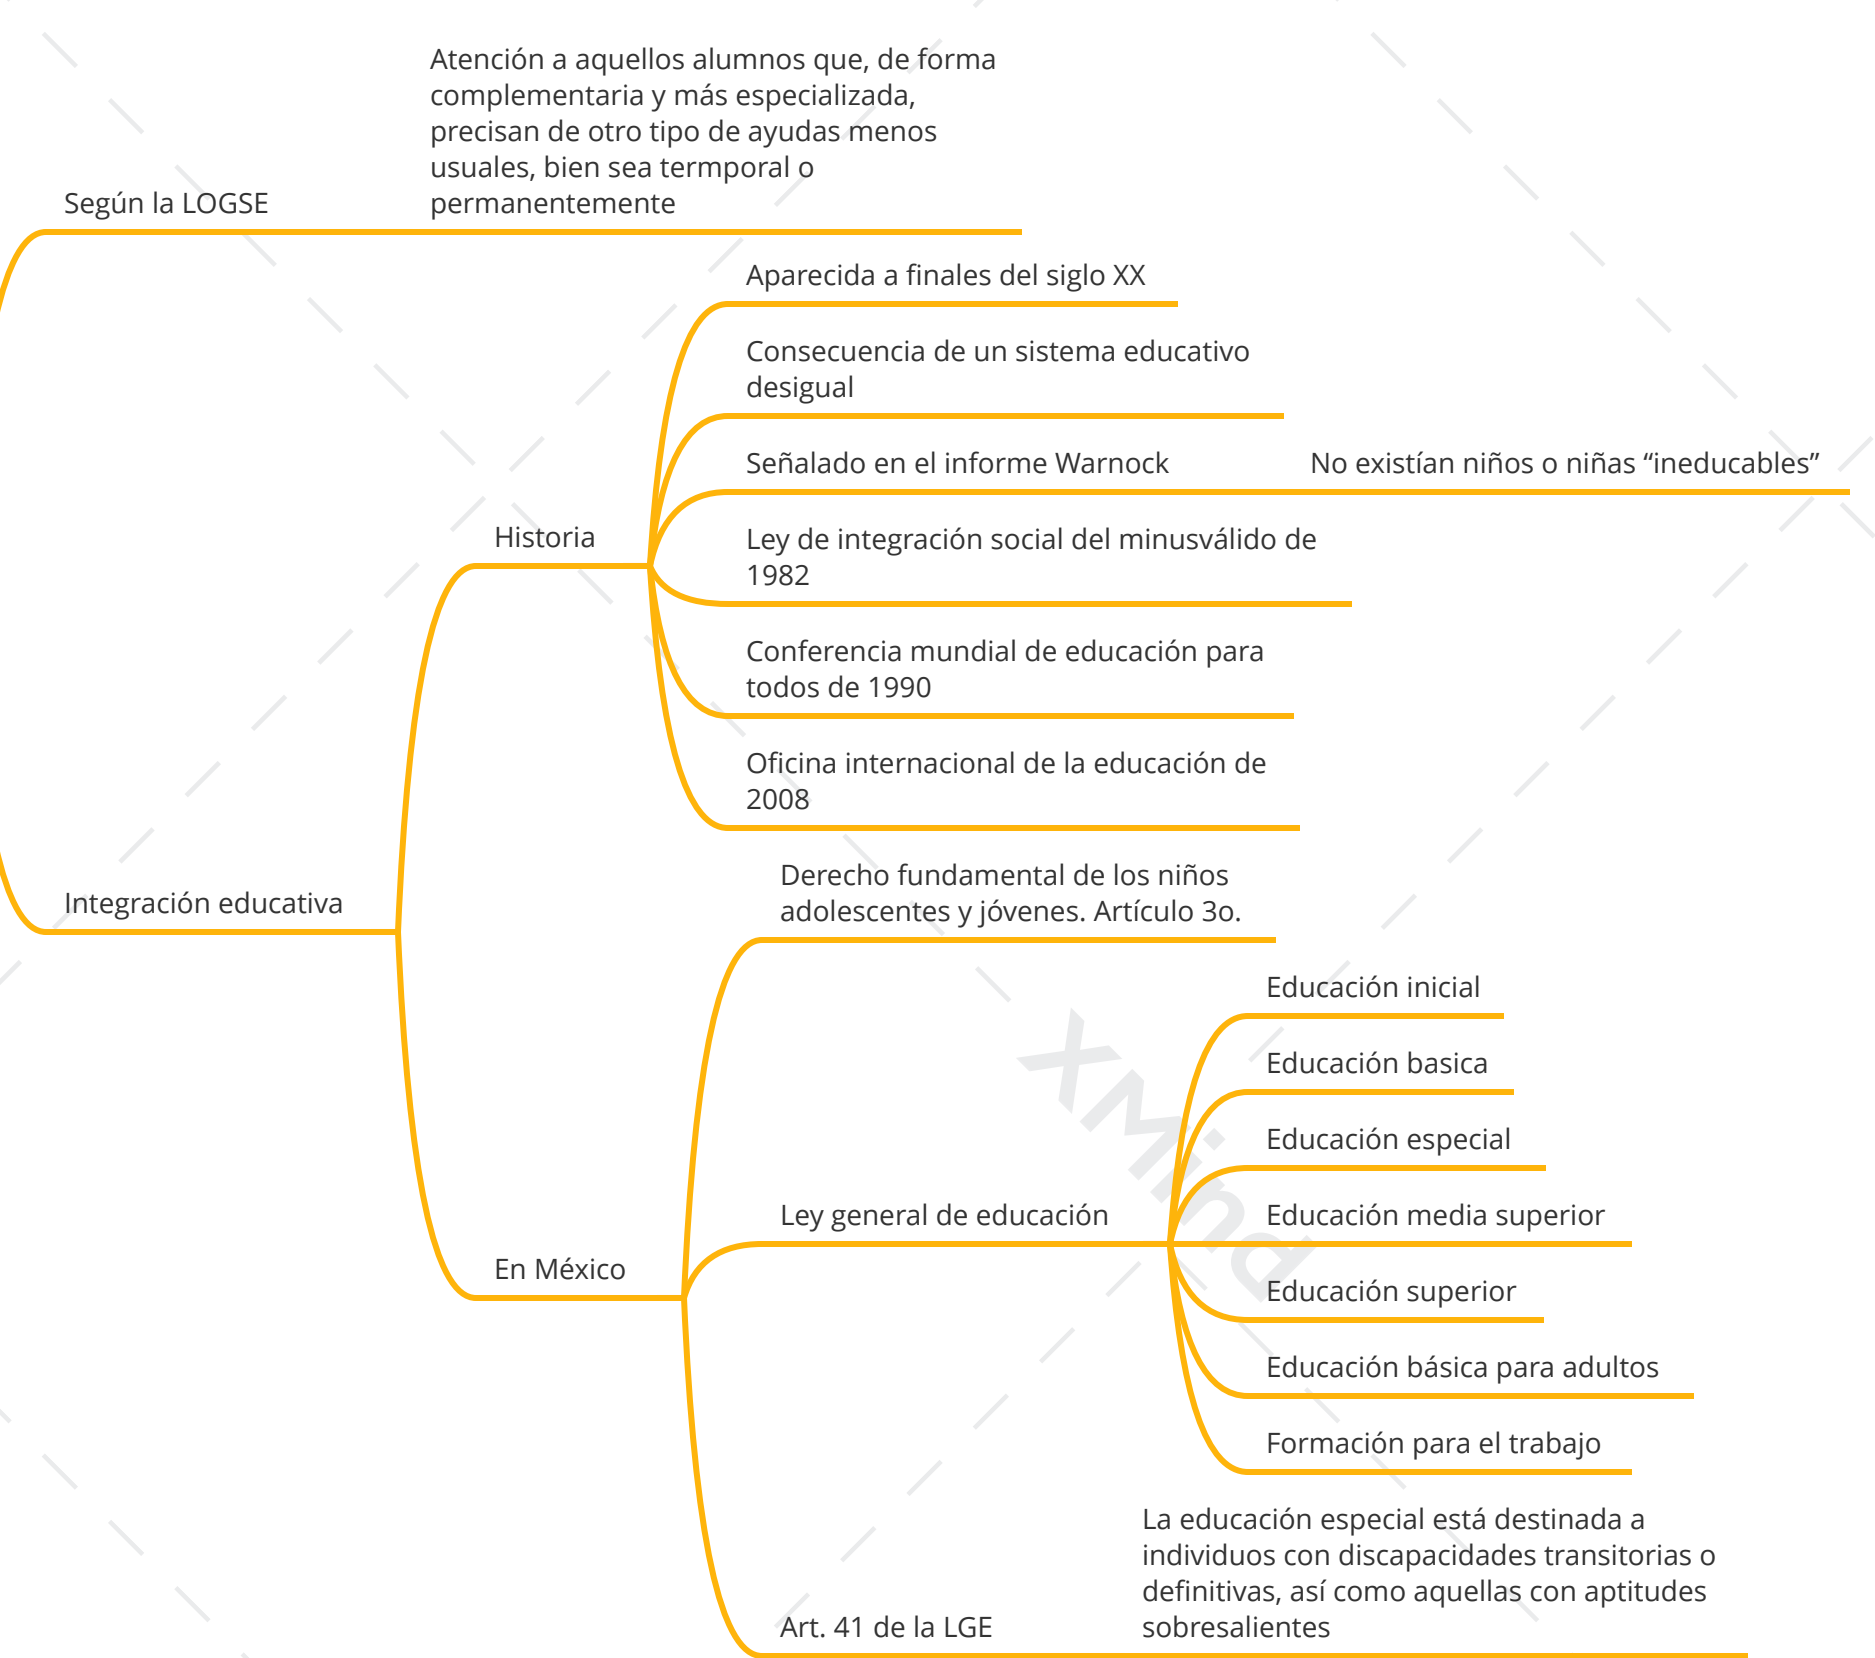 Atención a aquellos alumnos que, de forma
complementaria y más especializada,
precisan de otro tipo de ayudas menos
usuales, bien sea termporal o
permanentemente
Según la LOGSE
Aparecida a finales del siglo XX
Consecuencia de un sistema educativo
desigual
Señalado en el informe Warnock
No existían niños o niñas “ineducables”
Historia
Ley de integración social del minusválido de
1982
Conferencia mundial de educación para
todos de 1990
Oficina internacional de la educación de
2008
Integración educativa
Derecho fundamental de los niños
adolescentes y jóvenes. Artículo 3o.
Educación inicial
Educación basica
Educación especial
Ley general de educación
Educación media superior
En México
Educación superior
Educación básica para adultos
Formación para el trabajo
La educación especial está destinada a
individuos con discapacidades transitorias o
definitivas, así como aquellas con aptitudes
sobresalientes
Art. 41 de la LGE
XMind